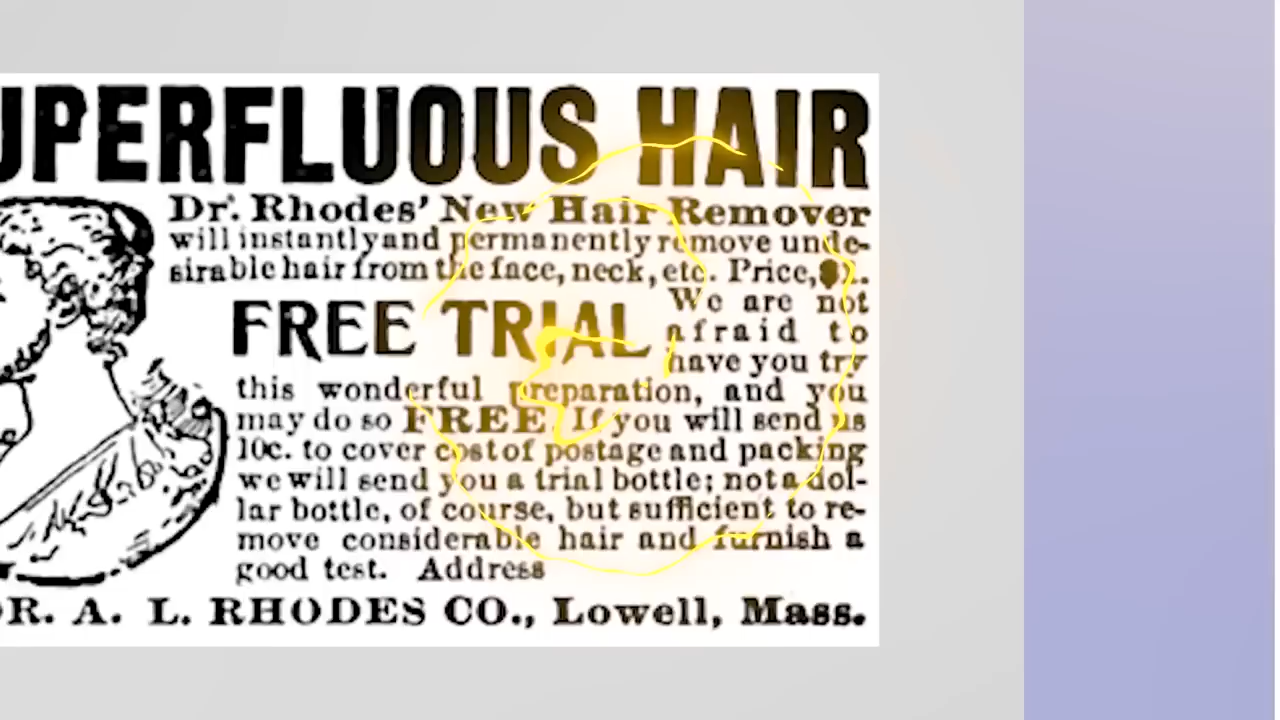 UPERFLUOUS HAIR
Dr. Rhodes' New Hair Remover
will instantly and permanently remove unde-
sirable hair from the face, neck, etc. Price, $1.
FREE TRIAL We are not
afraid to
have you try
this wonderful preparation, and you
may do so FREE. If you will send us
10c. to cover cost of postage and packing
we will send you a trial bottle; not a dol-
lar bottle, of course, but sufficient to re-
move considerable hair and furnish a
good test. Address
DR. A. L. RHODES CO., Lowell, Mass.